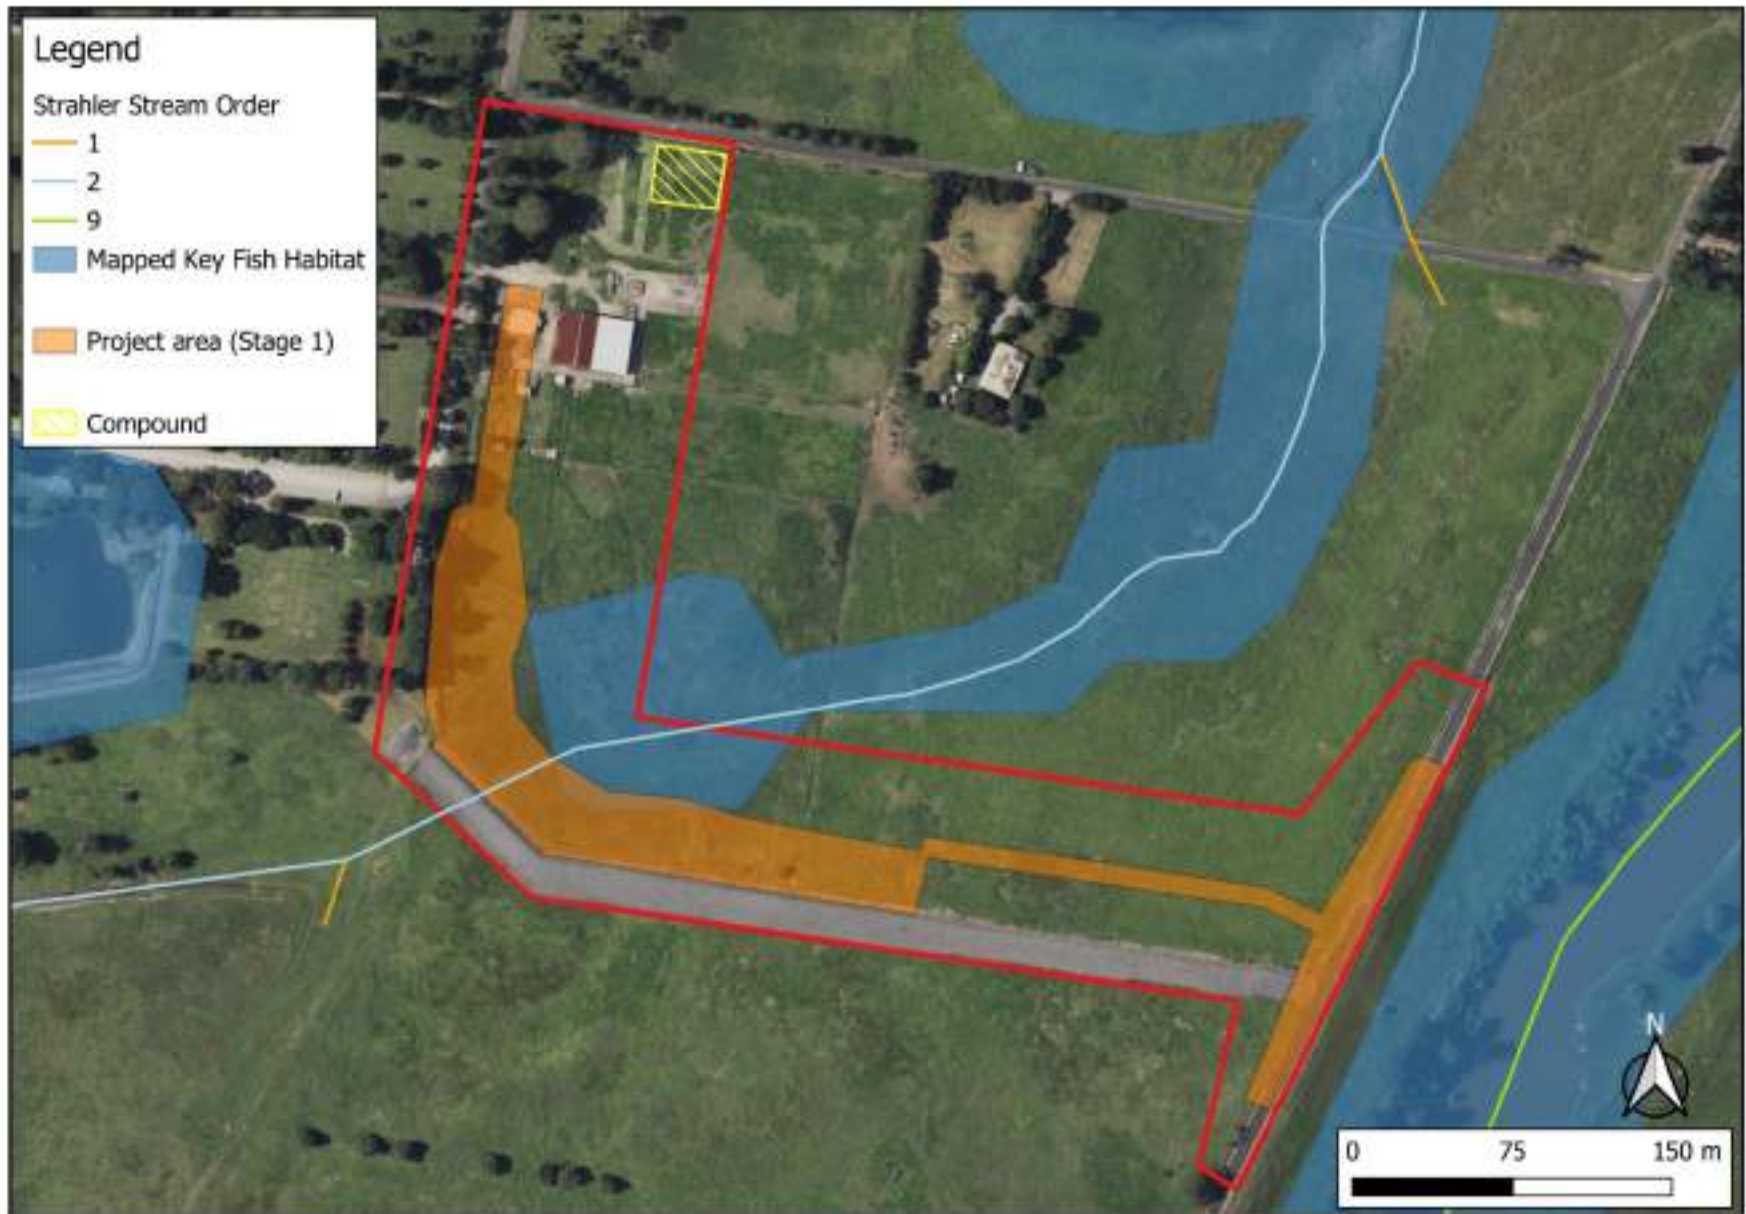 Legend
Strahler Stream Order
1
2
9
Mapped Key Fish Habitat
Project area (Stage 1)
Compound
N
0 75 150 m